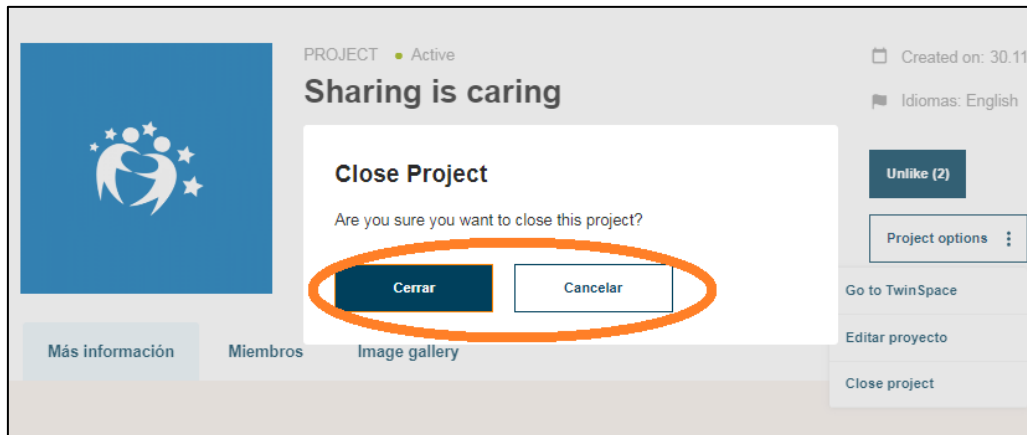 PROJECT • Active
Sharing is caring
Created on: 30.11
Idiomas: English
Unlike (2)
Project options
Close Project
Are you sure you want to close this project?
Cerrar
Cancelar
Go to TwinSpace
Editar proyecto
Close project
Más información
Miembros
Image gallery